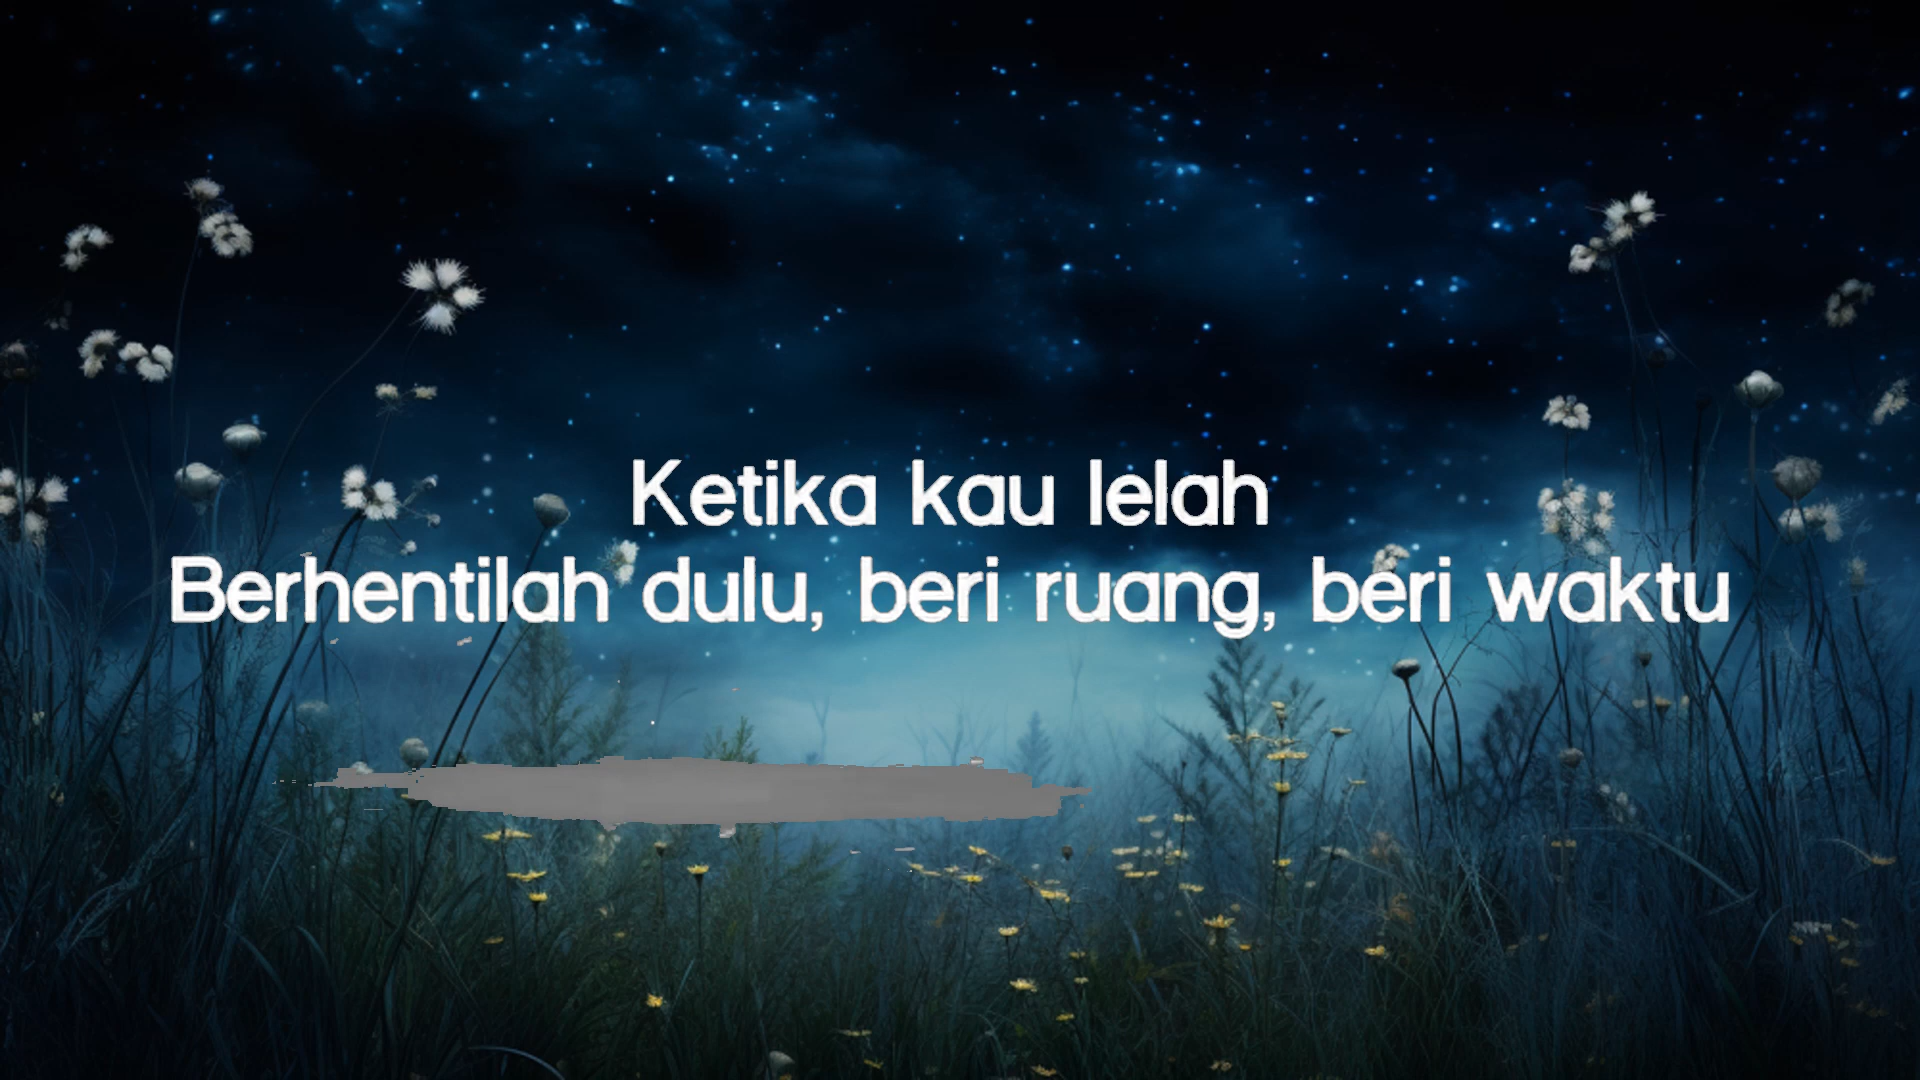 Ketika kau lelah
Berhentilah dulu, beri ruang, beri waktu